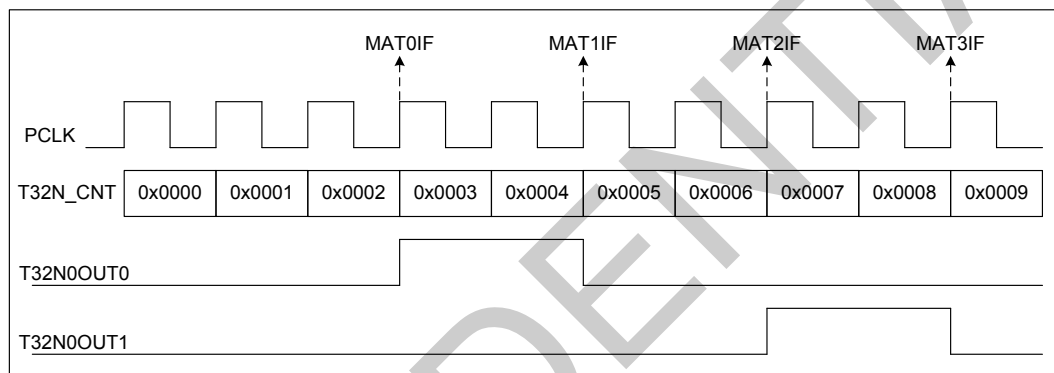 MAT0IF MAT1IF MAT2IF MAT3IF
PCLK
T32N_CNT 0x0000 0x0001 0x0002 0x0003 0x0004 0x0005 0x0006 0x0007 0x0008 0x0009
T32N0OUT0
T32N0OUT1